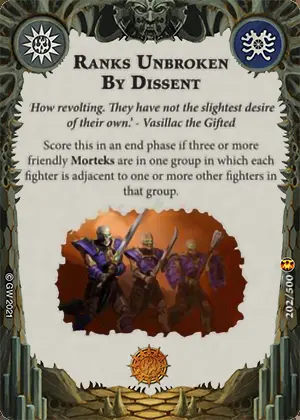 RANKS UNBROKEN
BY DISSENT
'How revolting. They have not the slightest desire
of their own.' - Vasillac the Gifted
Score this in an end phase if three or more
friendly Morteks are in one group in which each
fighter is adjacent to one or more other fighters in
that group.
© GW 2021
202/500